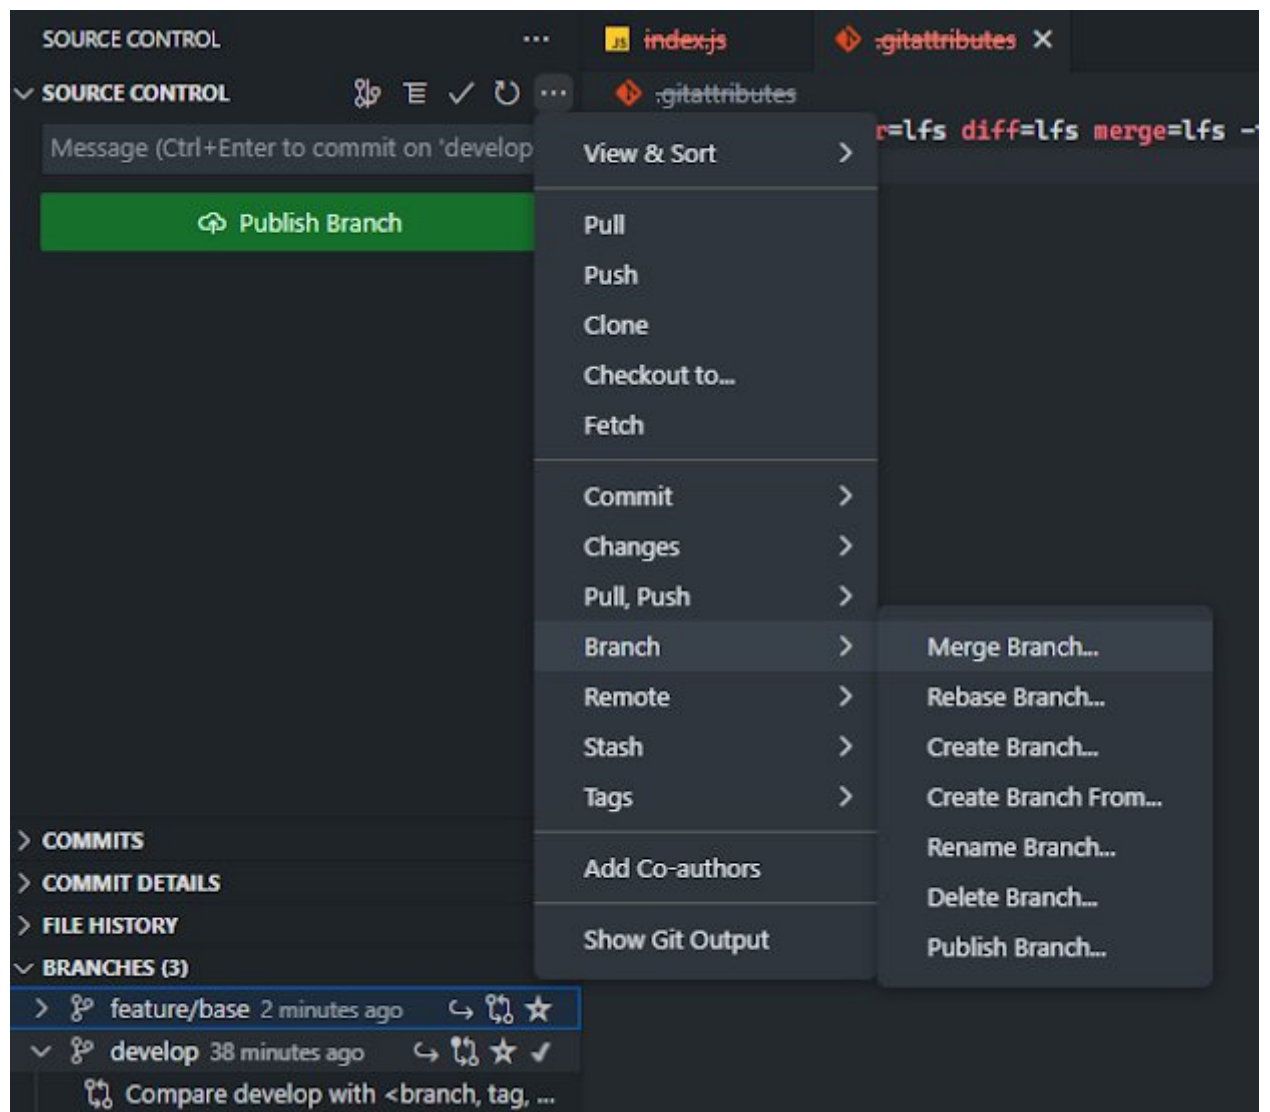 SOURCE CONTROL
JS index.js
.gitattributes
SOURCE CONTROL
.gitattributes
Message (Ctrl+Enter to commit on 'develop
=lfs diff=lfs merge=lfs
Publish Branch
View & Sort
Pull
Push
Clone
Checkout to...
Fetch
Commit
Changes
Pull, Push
Branch
Remote
Stash
Tags
Add Co-authors
Show Git Output
Merge Branch...
Rebase Branch...
Create Branch...
Create Branch From...
Rename Branch...
Delete Branch...
Publish Branch...
COMMITS
COMMIT DETAILS
FILE HISTORY
BRANCHES (3)
feature/base 2 minutes ago
develop 38 minutes ago
Compare develop with <branch, tag, ...